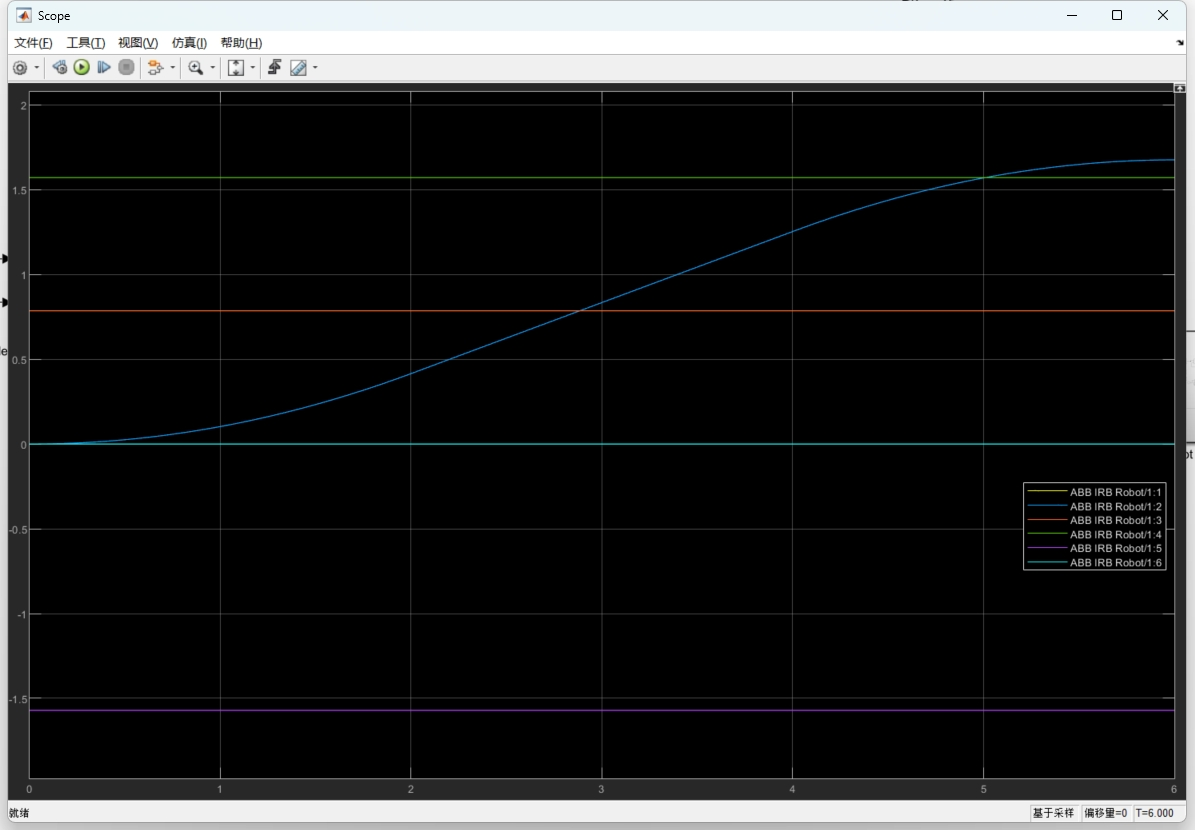 Scope
文件(F) 工具(T) 视图(V) 仿真(I) 帮助(H)
2
1.5
1
0.5
0
-0.5
-1
-1.5
ABB IRB Robot/1:1
ABB IRB Robot/1:2
ABB IRB Robot/1:3
ABB IRB Robot/1:4
ABB IRB Robot/1:5
ABB IRB Robot/1:6
0 1 2 3 4 5 6
就绪 基于采样 偏移量=0 T=6.000